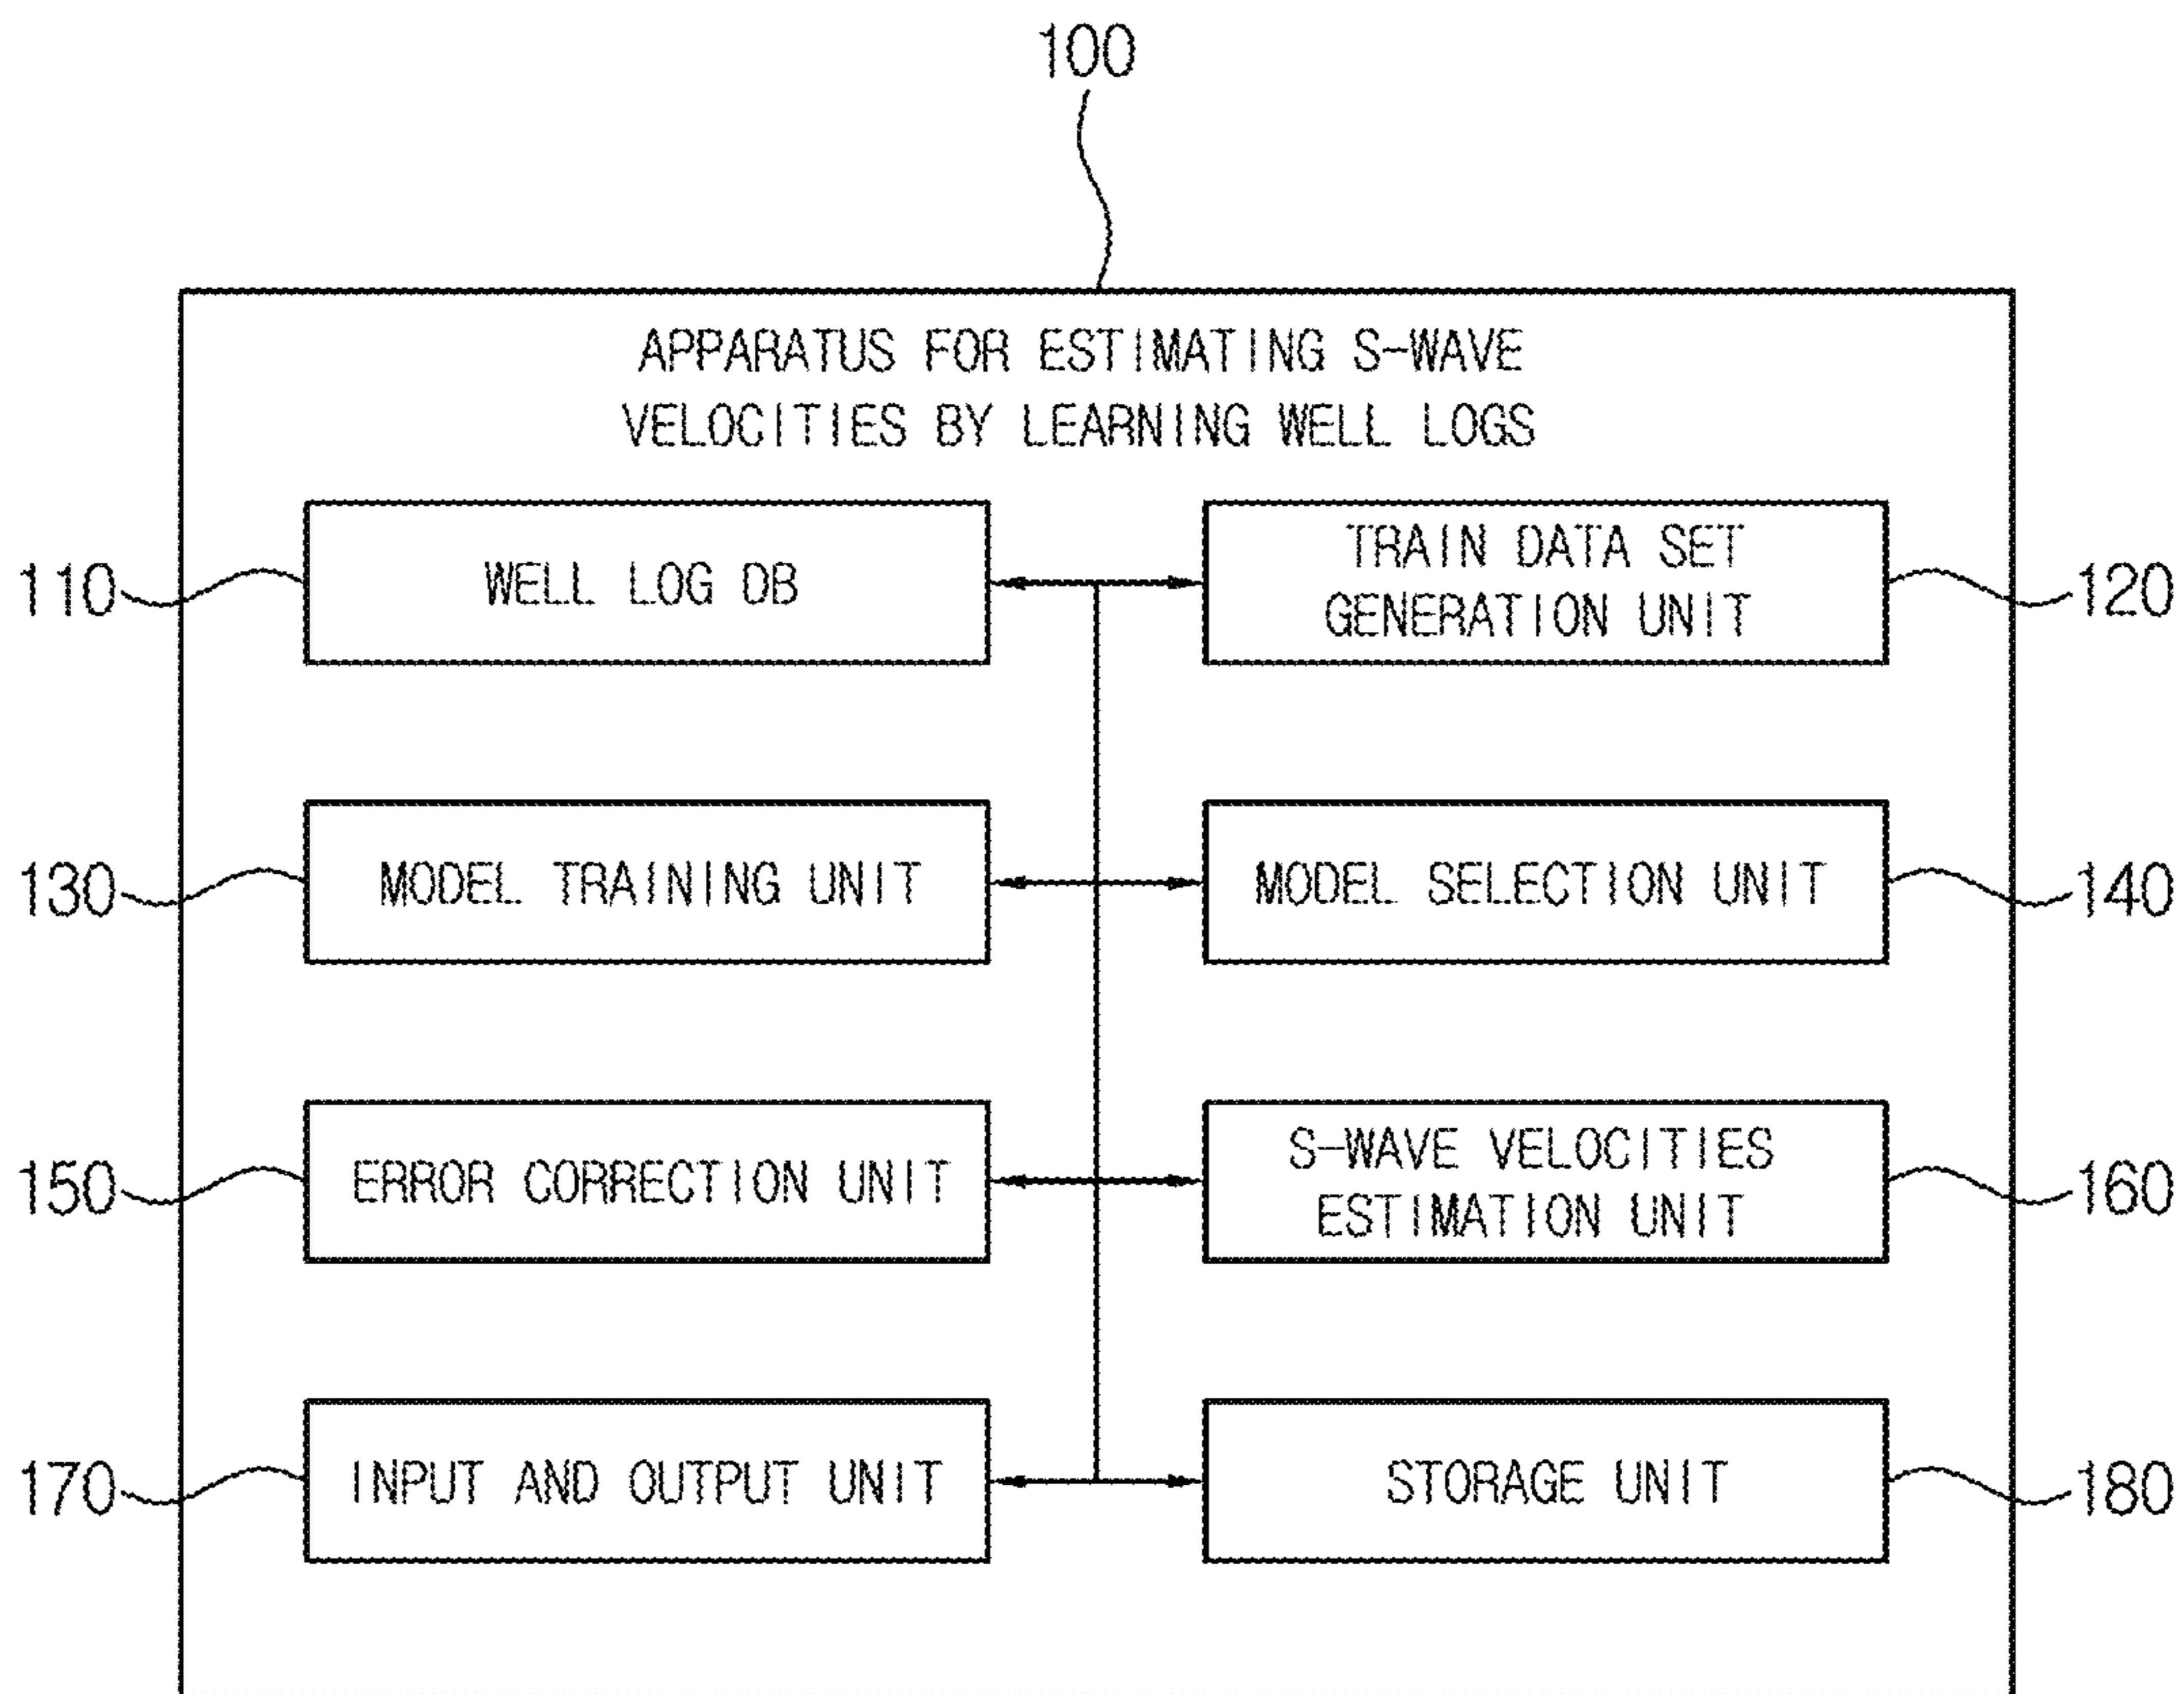 100
APPARATUS FOR ESTIMATING S-WAVE
VELOCITIES BY LEARNING WELL LOGS
110
WELL LOG DB
TRAIN DATA SET
GENERATION UNIT
120
130
MODEL TRAINING UNIT
MODEL SELECTION UNIT
140
150
ERROR CORRECTION UNIT
S-WAVE VELOCITIES
ESTIMATION UNIT
160
170
INPUT AND OUTPUT UNIT
STORAGE UNIT
180